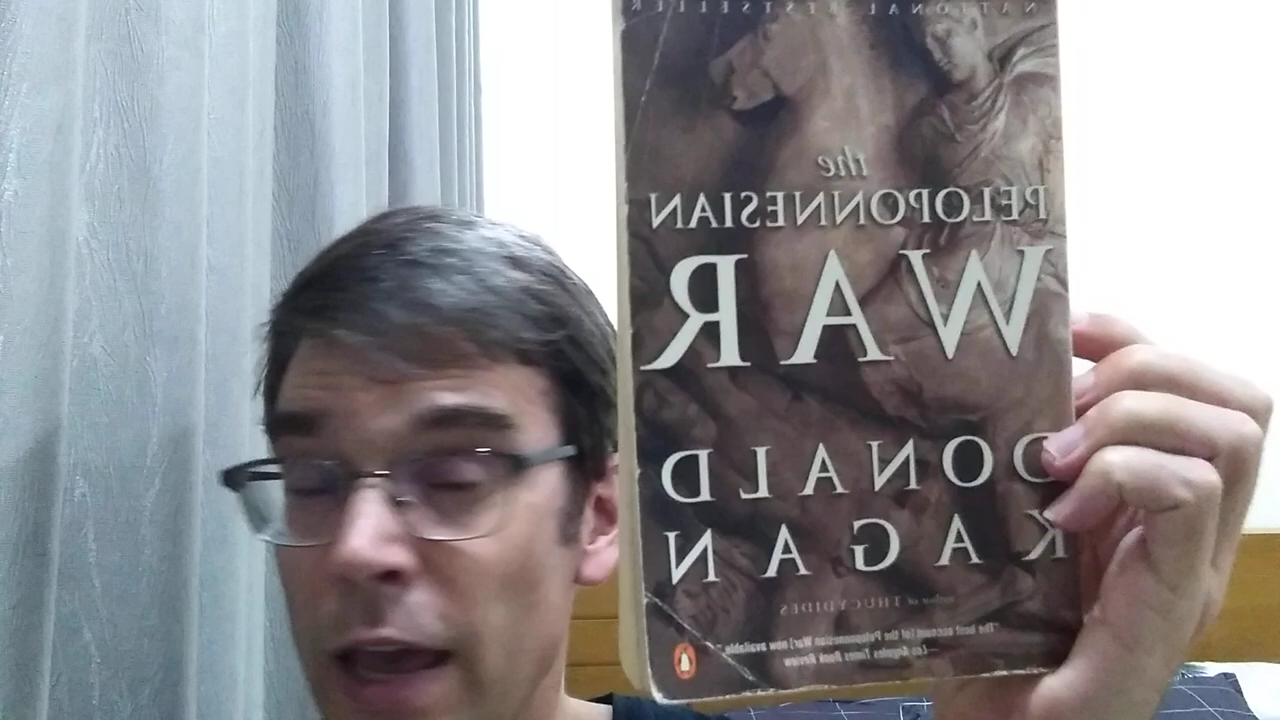 NATIONAL BESTSELLER
the
PELOPONNESIAN
WAR
DONALD
KAGAN
author of THUCYDIDES
"The best account [of the Peloponnesian War] now available."
—Los Angeles Times Book Review